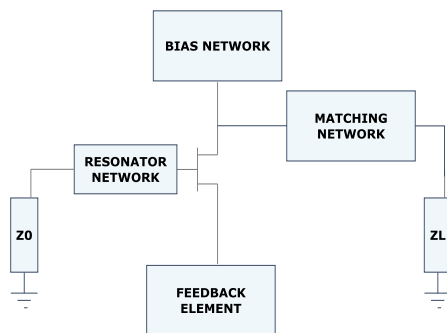 BIAS NETWORK
MATCHING
NETWORK
RESONATOR
NETWORK
Z0
ZL
FEEDBACK
ELEMENT